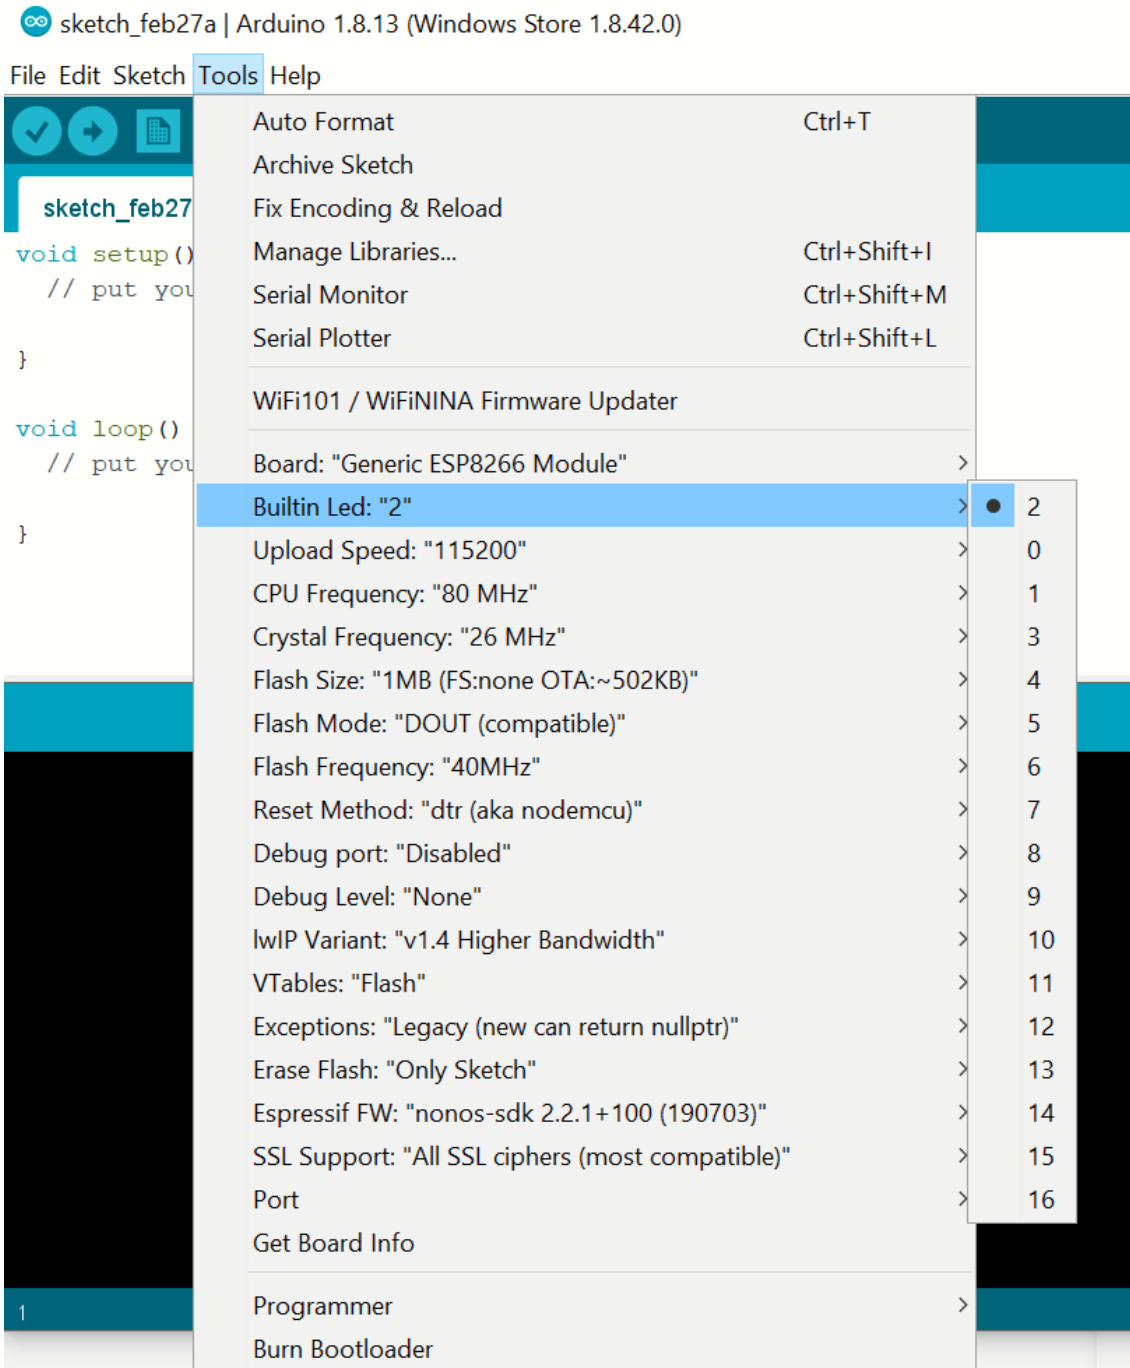 sketch_feb27a | Arduino 1.8.13 (Windows Store 1.8.42.0)
File Edit Sketch Tools Help
Auto Format Ctrl+T
Archive Sketch
sketch_feb27
Fix Encoding & Reload
void setup()
Manage Libraries... Ctrl+Shift+I
// put you
Serial Monitor Ctrl+Shift+M
Serial Plotter Ctrl+Shift+L
}
WiFi101 / WiFiNINA Firmware Updater
void loop()
// put you
Board: "Generic ESP8266 Module"
Builtin Led: "2" 2
}
Upload Speed: "115200" 0
CPU Frequency: "80 MHz" 1
Crystal Frequency: "26 MHz" 3
Flash Size: "1MB (FS:none OTA:~502KB)" 4
Flash Mode: "DOUT (compatible)" 5
Flash Frequency: "40MHz" 6
Reset Method: "dtr (aka nodemcu)" 7
Debug port: "Disabled" 8
Debug Level: "None" 9
lwIP Variant: "v1.4 Higher Bandwidth" 10
VTables: "Flash" 11
Exceptions: "Legacy (new can return nullptr)" 12
Erase Flash: "Only Sketch" 13
Espressif FW: "nonos-sdk 2.2.1+100 (190703)" 14
SSL Support: "All SSL ciphers (most compatible)" 15
Port 16
Get Board Info
1
Programmer
Burn Bootloader